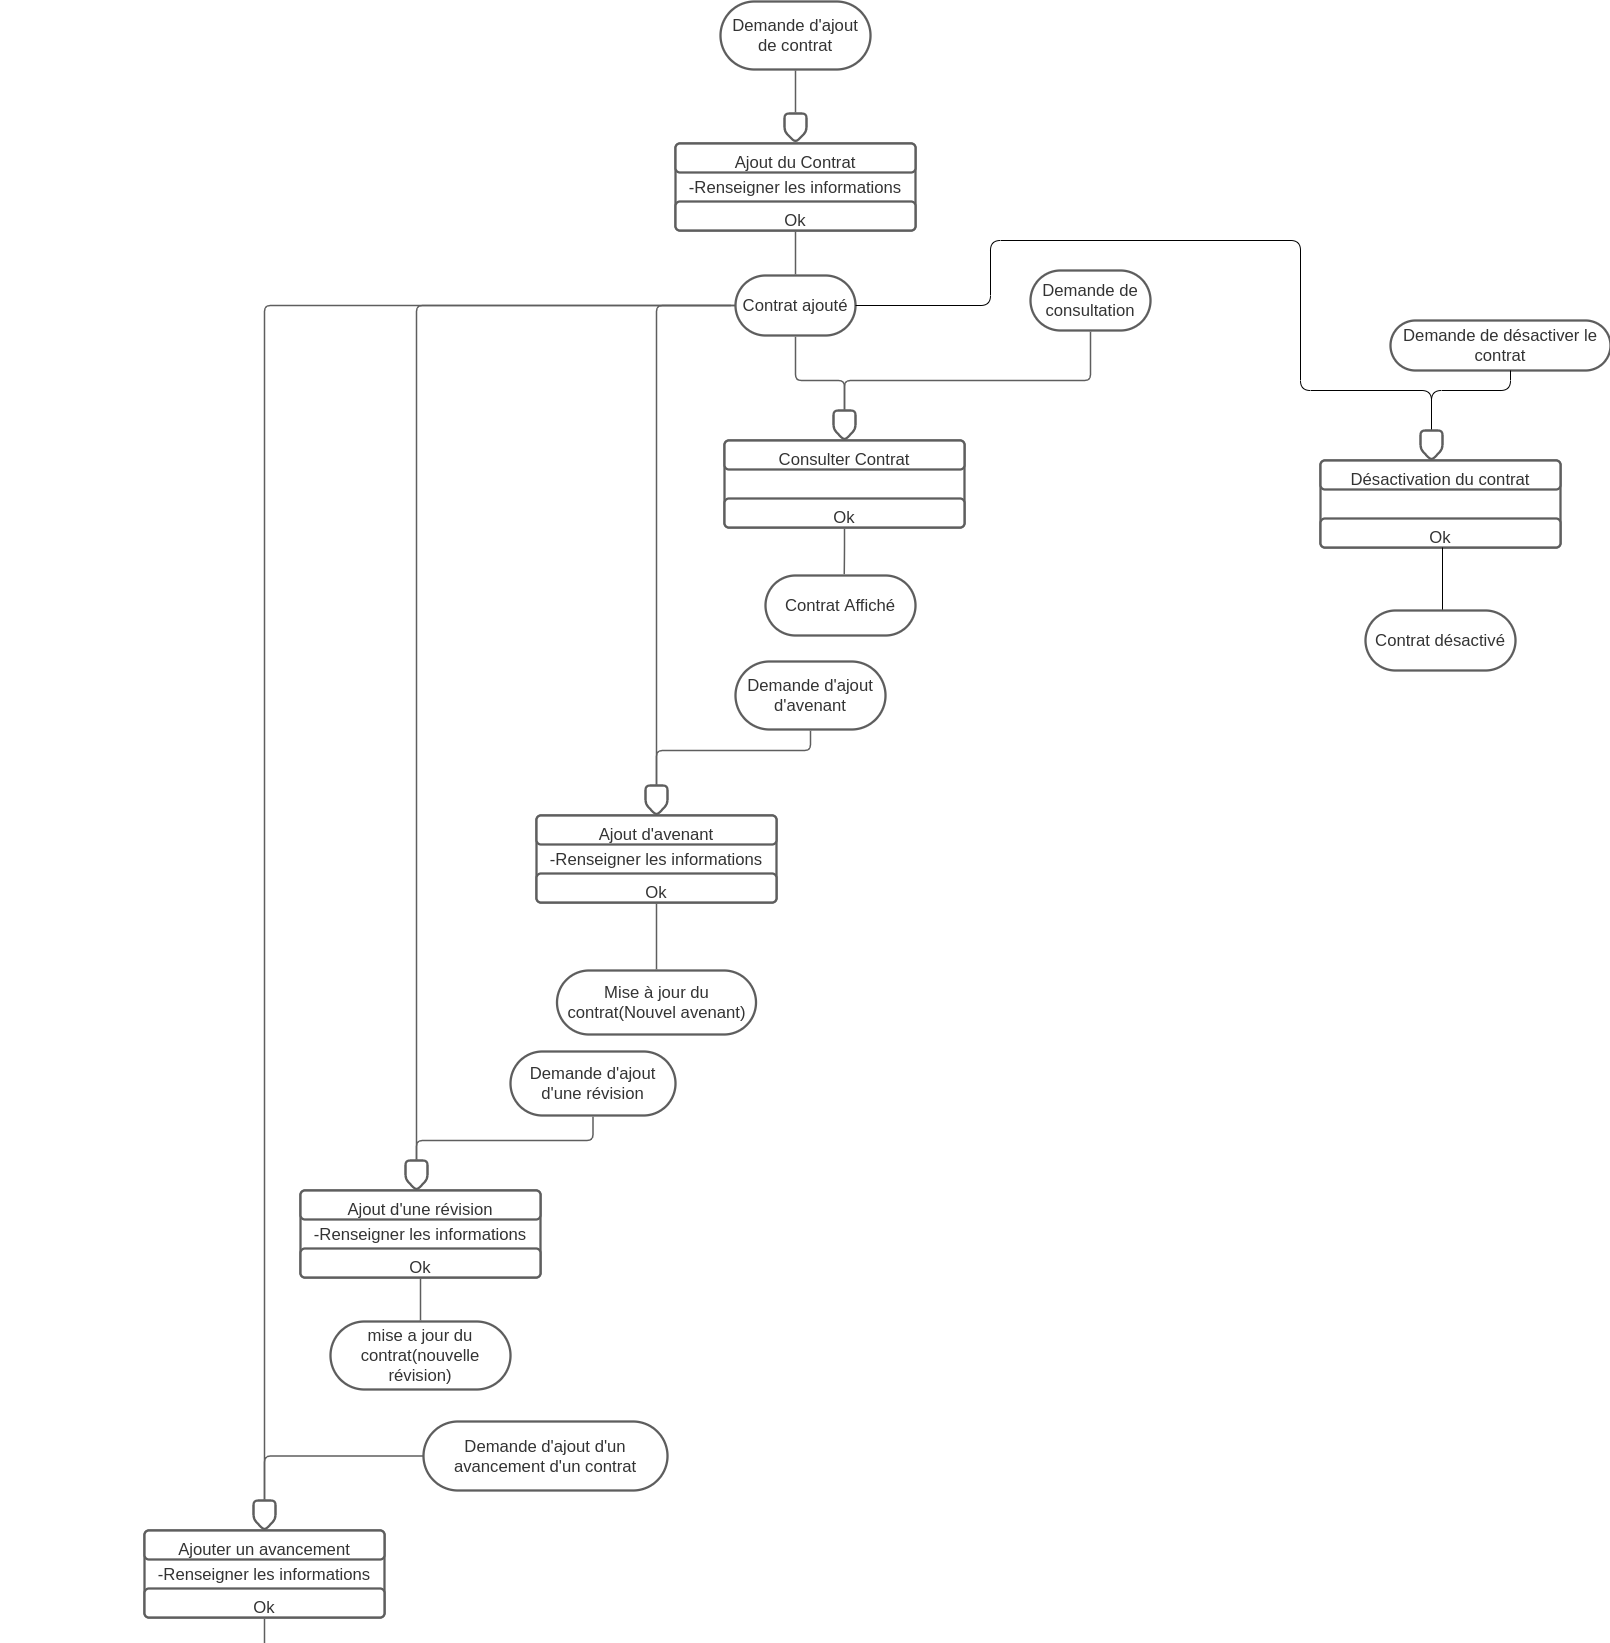 Demande d'ajout
de contrat
Ajout du Contrat
-Renseigner les informations
Ok
Contrat ajouté
Demande de
consultation
Demande de désactiver le
contrat
Consulter Contrat
Ok
Désactivation du contrat
Ok
Contrat Affiché
Contrat désactivé
Demande d'ajout
d'avenant
Ajout d'avenant
-Renseigner les informations
Ok
Mise à jour du
contrat(Nouvel avenant)
Demande d'ajout
d'une révision
Ajout d'une révision
-Renseigner les informations
Ok
mise a jour du
contrat(nouvelle
révision)
Demande d'ajout d'un
avancement d'un contrat
Ajouter un avancement
-Renseigner les informations
Ok